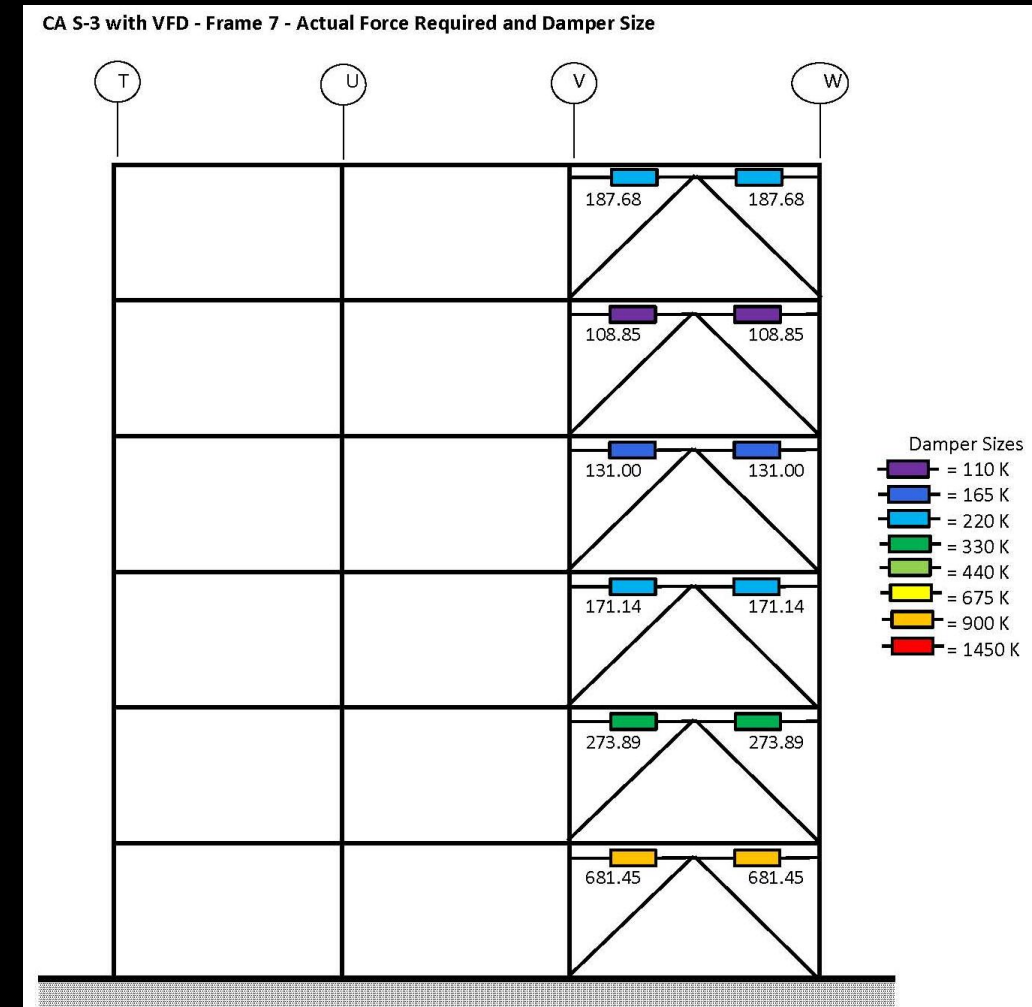 CA S-3 with VFD - Frame 7 - Actual Force Required and Damper Size
T U V W
187.68 187.68
108.85 108.85
131.00 131.00
171.14 171.14
273.89 273.89
681.45 681.45
Damper Sizes
= 110 K
= 165 K
= 220 K
= 330 K
= 440 K
= 675 K
= 900 K
= 1450 K